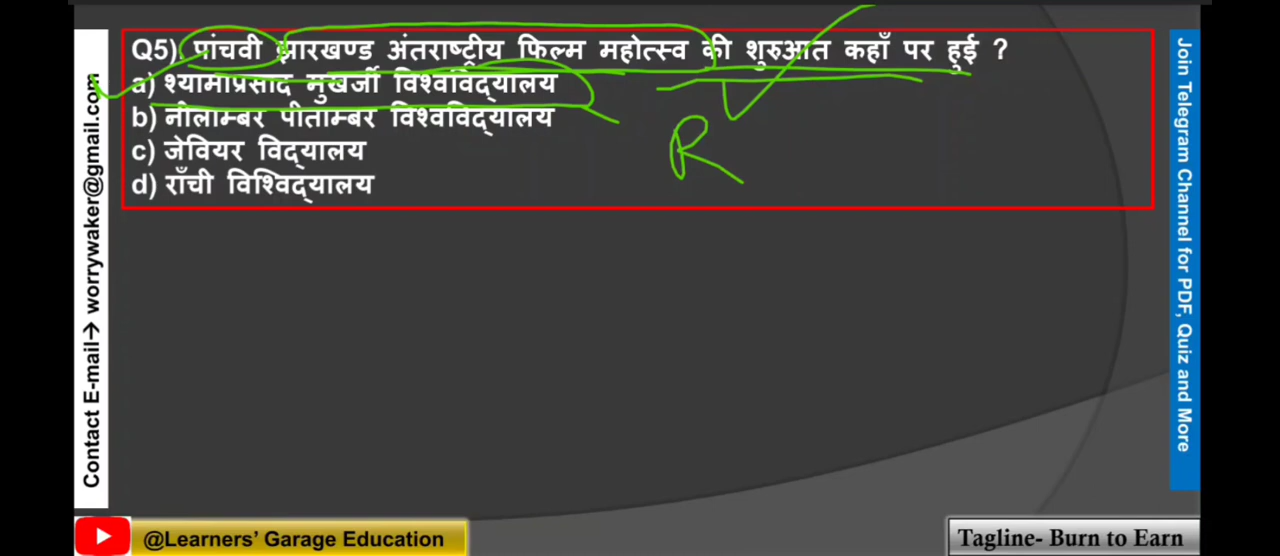 Q5). पांचवी झारखण्ड अंतराष्ट्रीय फिल्म महोत्स्व की शुरुआत कहाँ पर हुई ?
a) श्यामाप्रसाद मुखर्जी विश्वविद्यालय
b) नीलाम्बर पीताम्बर विश्वविद्यालय
c) जेवियर विद्यालय
d) राँची विश्विद्यालय
R
Contact E-mail→ worrywaker@gmail.com
Join Telegram Channel for PDF, Quiz and More
@Learners’ Garage Education
Tagline- Burn to Earn